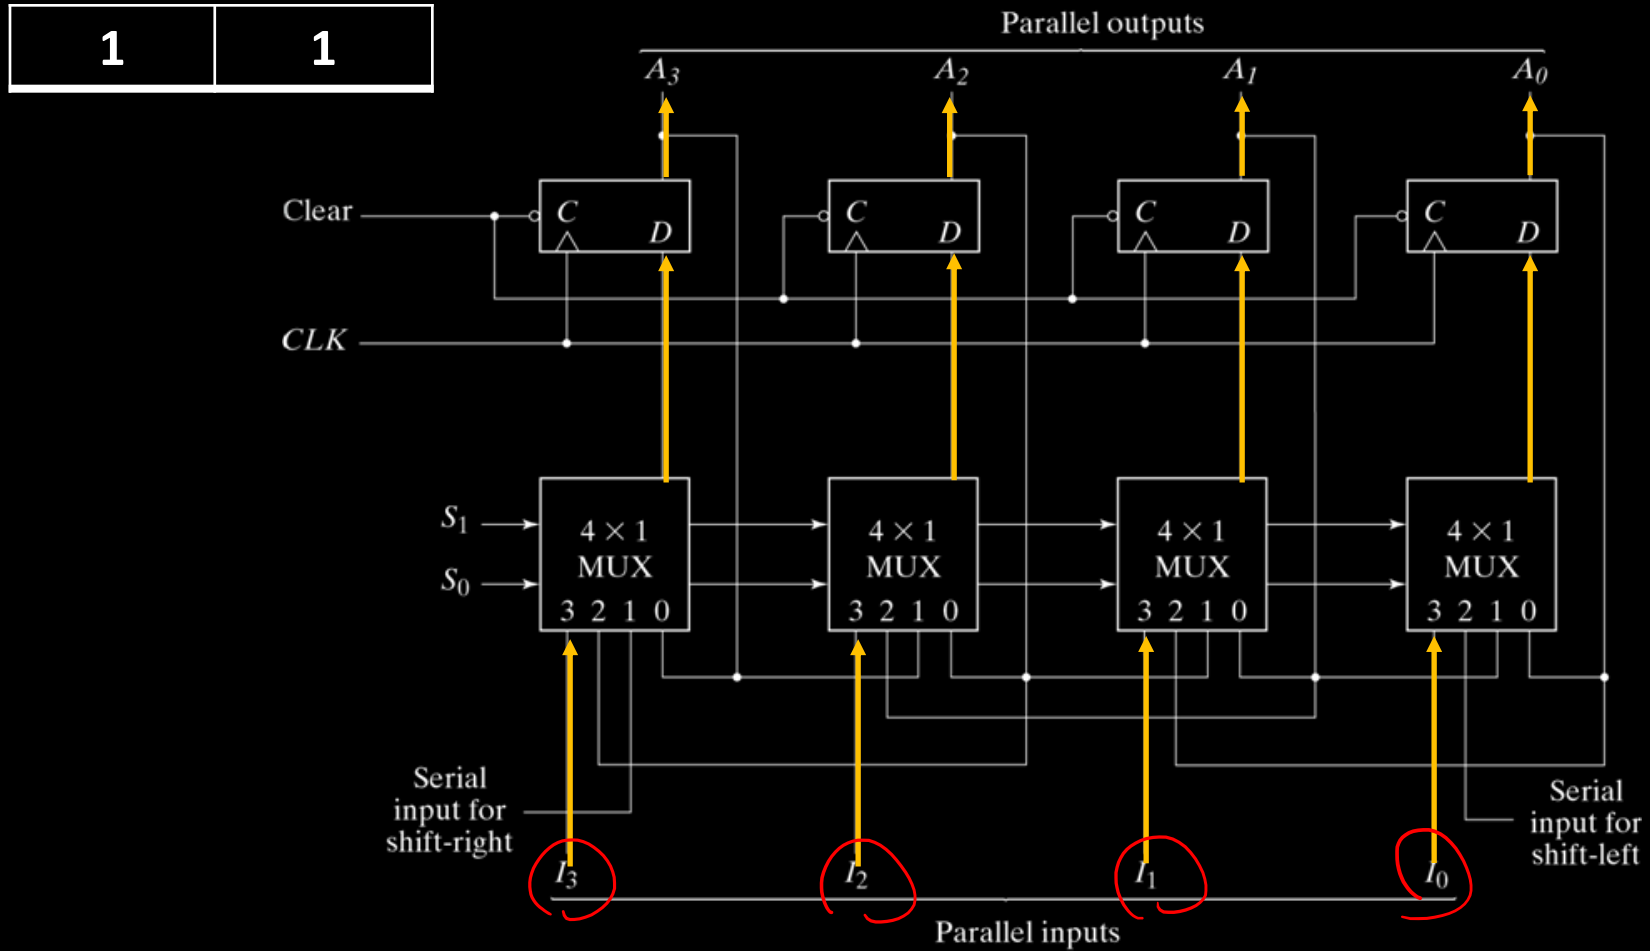 1 1
Parallel outputs
A3 A2 A1 A0
Clear
C C C C
D D D D
CLK
S1
4 × 1 4 × 1 4 × 1 4 × 1
S0
MUX MUX MUX MUX
3 2 1 0 3 2 1 0 3 2 1 0 3 2 1 0
Serial
input for
shift-right
Serial
input for
shift-left
I3 I2 I1 I0
Parallel inputs